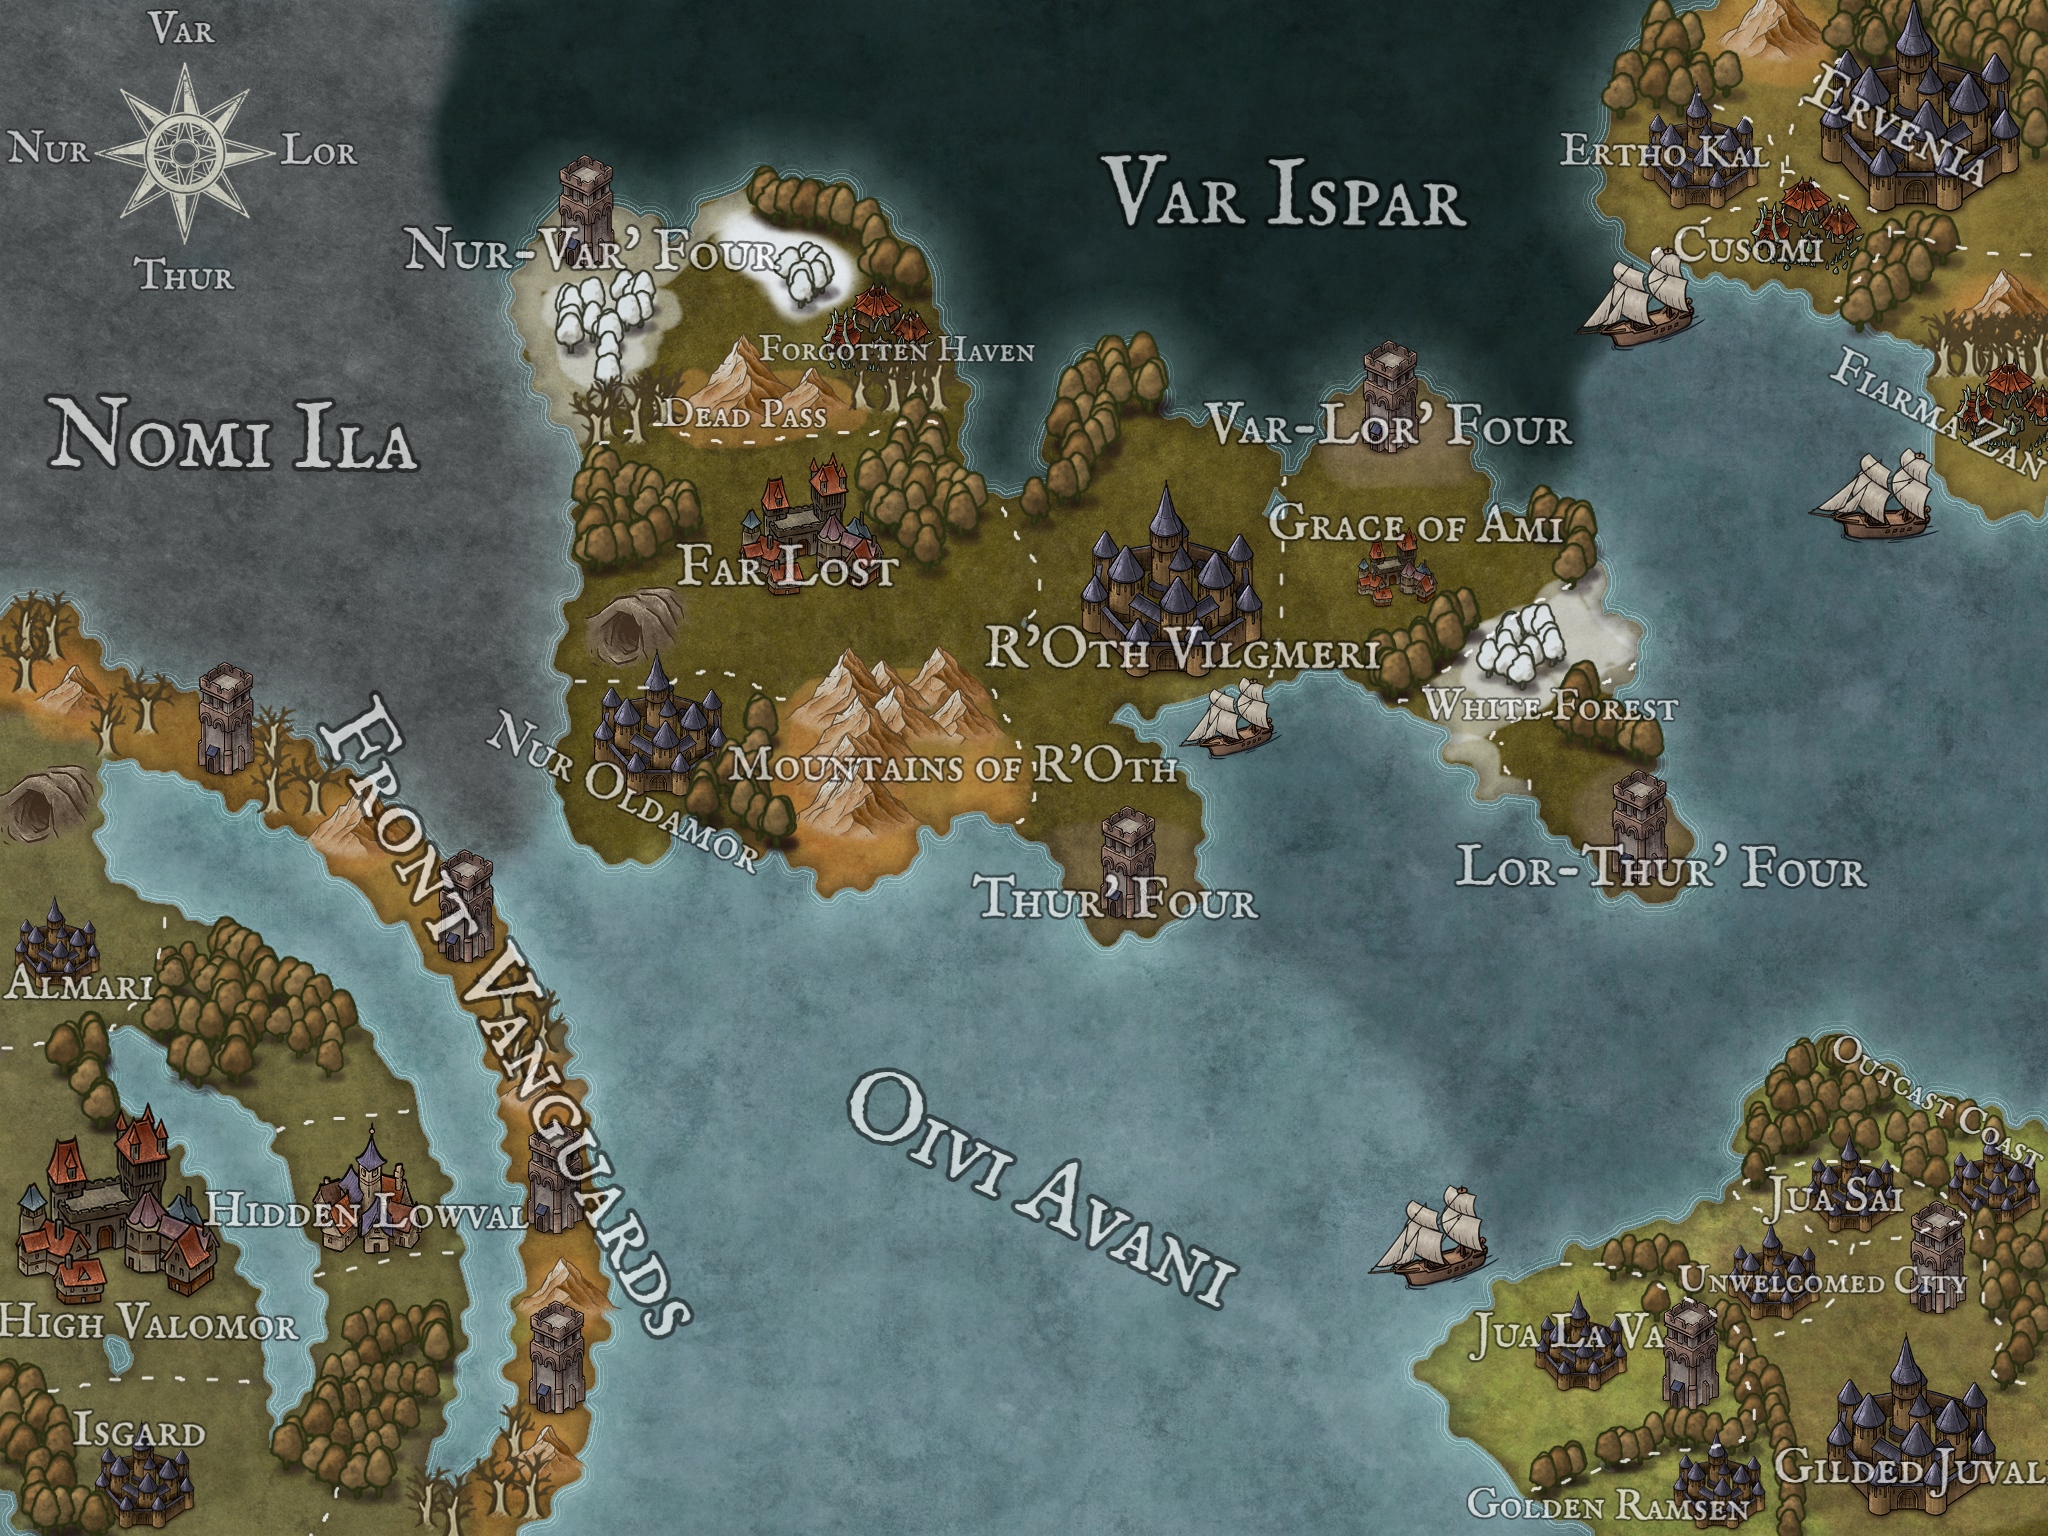 Var
Nur
Lor
Thur
Ervenia
Ertho Kal
Cusomi
Var Ispar
Nur-Var' Four
Forgotten Haven
Dead Pass
Fiarma Zan
Nomi Ila
Var-Lor' Four
Grace of Ami
Far Lost
R'Oth Vilgmeri
White Forest
Nur Oldamor
Mountains of R'Oth
Front Vanguards
Thur' Four
Lor-Thur' Four
Almari
Oivi Avani
Outcast Coast
Jua Sai
Hidden Lowval
Unwelcomed City
High Valomor
Jua La Va
Isgard
Gilded Juval
Golden Ramsen